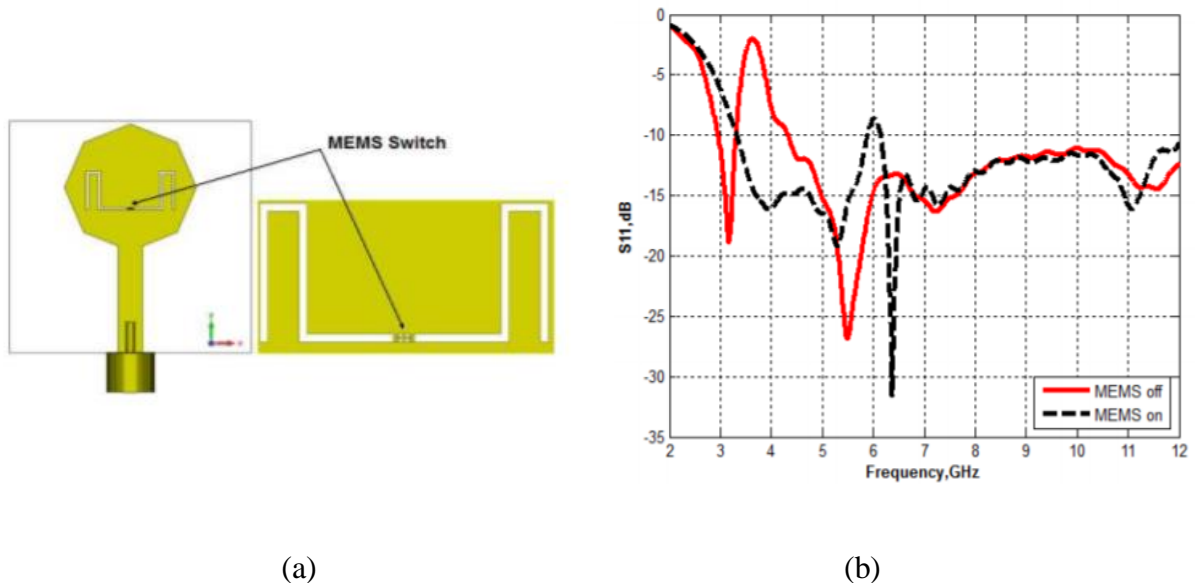 MEMS Switch
y
x
0
-5
-10
-15
-20
-25
-30
-35
S11,dB
MEMS off
MEMS on
2 3 4 5 6 7 8 9 10 11 12
Frequency,GHz
(a) (b)